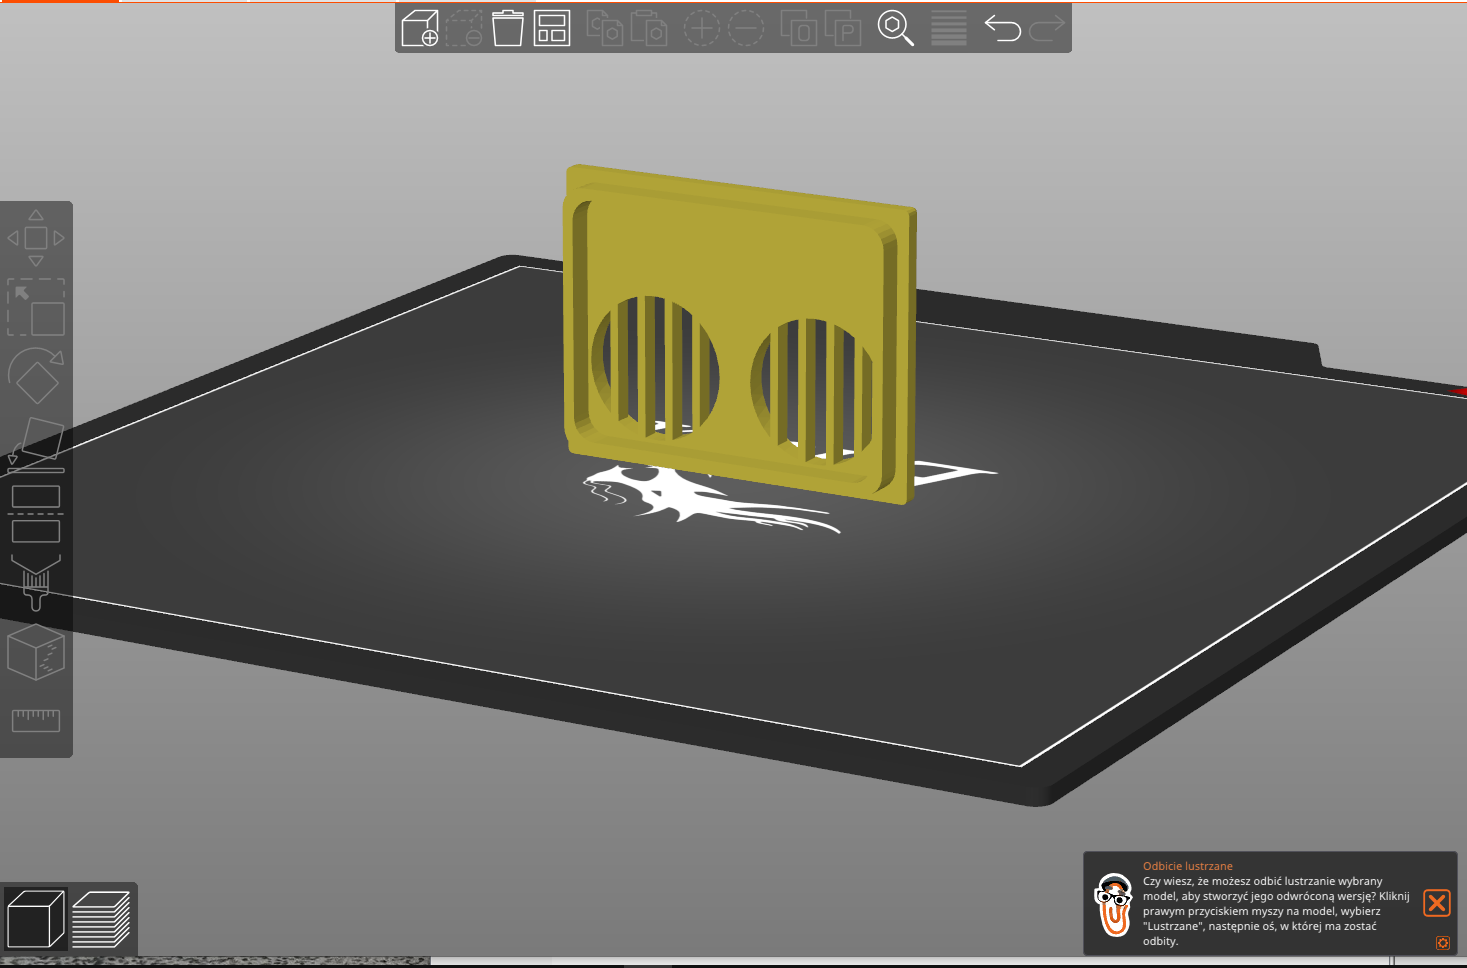 Odbicie lustrzane
Czy wiesz, że możesz odbić lustrzanie wybrany
model, aby stworzyć jego odwróconą wersję? Kliknij
prawym przyciskiem myszy na model, wybierz
"Lustrzane", następnie oś, w której ma zostać
odbity.